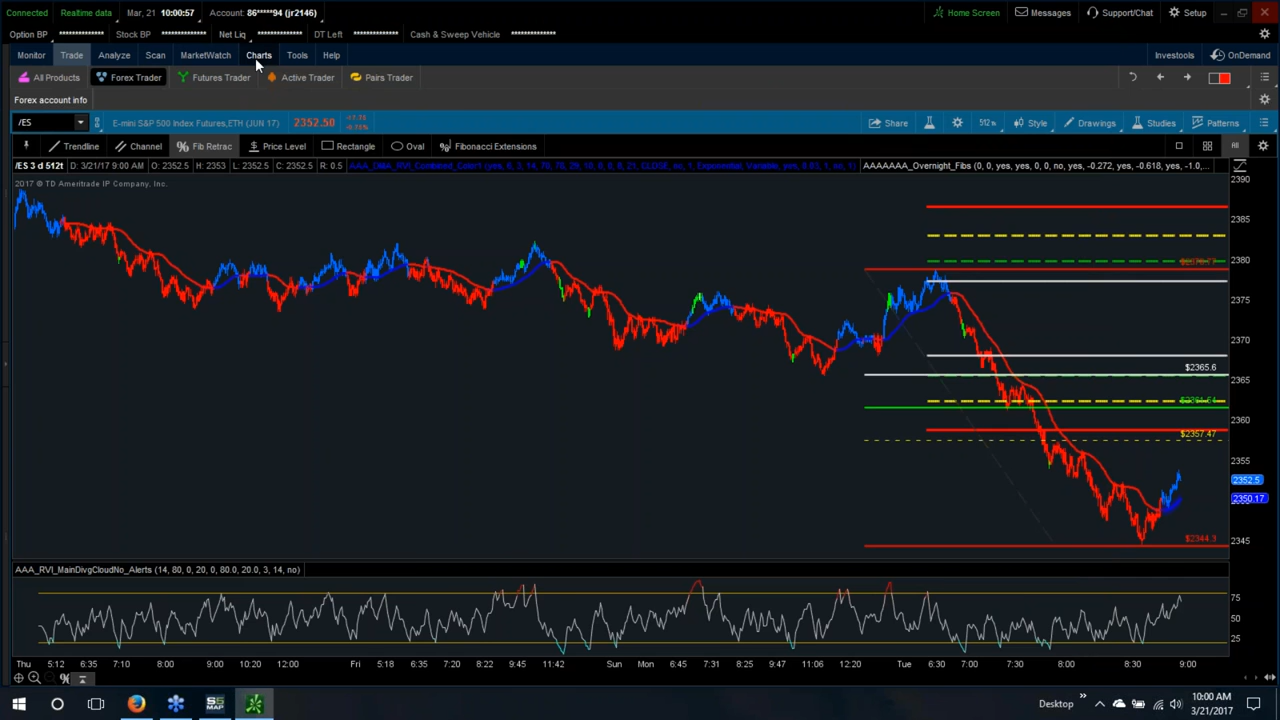 Connected Realtime data Mar, 21 10:00:57 Account: 86*****94 (jr2146) Home Screen Messages Support/Chat Setup
Option BP ************** Stock BP ************** Net Liq ************** DT Left ************** Cash & Sweep Vehicle **************
Monitor Trade Analyze Scan MarketWatch Charts Tools Help Investools OnDemand
All Products Forex Trader Futures Trader Active Trader Pairs Trader
Forex account info
/ES E-mini S&P 500 Index Futures,ETH (JUN 17) 2352.50 Share 512t Style Drawings Studies Patterns
Trendline Channel Fib Retrac Price Level Rectangle Oval Fibonacci Extensions All
/ES 3 d 512t D: 3/21/17 9:00 AM O: 2352.5 H: 2353 L: 2352.5 C: 2352.5 R: 0.5 AAAAAAA_Overnight_Fibs (0, 0, yes, yes, 0, 0, no, yes, -0.272, yes, -0.618, yes, -1.0,...
2017 © TD Ameritrade IP Company, Inc.
2390
2385
2380
2375
2370
$2365.6
2365
2360
$2357.47
2355
2352.5
2350.17
$2344.3
2345
AAA_RVI_MainDivgCloudNo_Alerts (14, 80, 0, 20, 0, 80.0, 20.0, 3, 14, no)
75
50
25
Thu 5:12 6:35 7:10 8:00 9:00 10:20 12:00 Fri 5:18 6:35 7:42 8:22 9:45 11:42 Sun Mon 6:45 7:31 8:25 9:47 11:06 12:20 Tue 6:30 7:00 7:30 8:00 8:30 9:00
Desktop 10:00 AM
3/21/2017